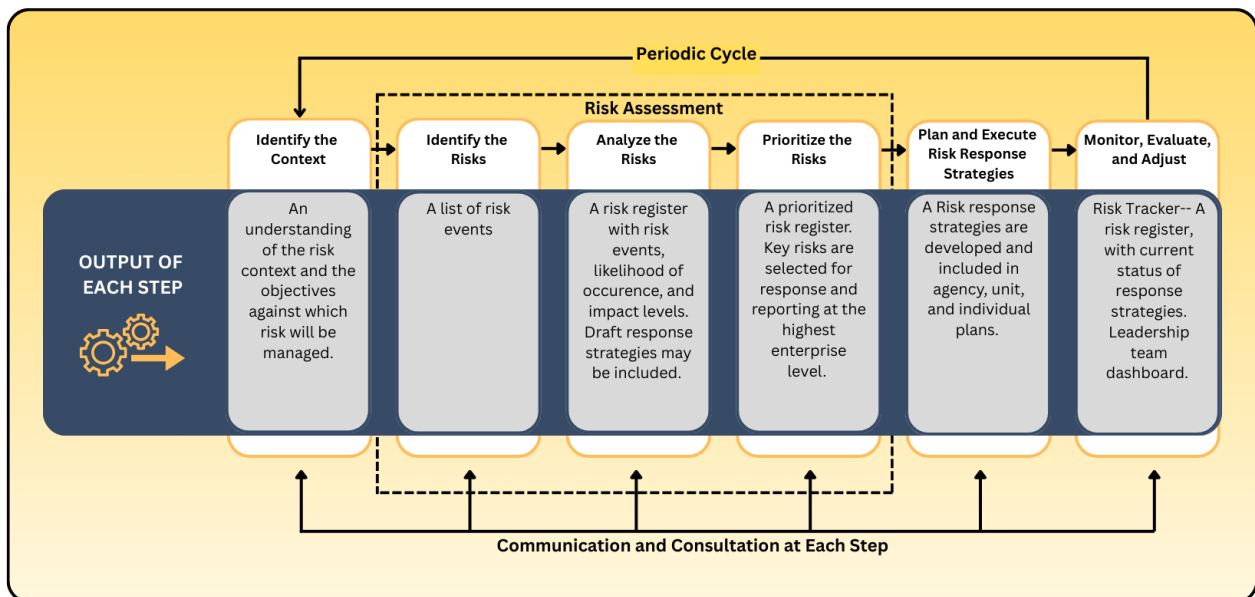 Periodic Cycle
Risk Assessment
Identify the
Context
Identify the
Risks
Analyze the
Risks
Prioritize the
Risks
Plan and Execute
Risk Response
Strategies
Monitor, Evaluate,
and Adjust
OUTPUT OF
EACH STEP
An
understanding
of the risk
context and the
objectives
against which
risk will be
managed.
A list of risk
events
A risk register
with risk
events,
likelihood of
occurence, and
impact levels.
Draft response
strategies may
be included.
A prioritized
risk register.
Key risks are
selected for
response and
reporting at the
highest
enterprise
level.
A Risk response
strategies are
developed and
included in
agency, unit,
and individual
plans.
Risk Tracker-- A
risk register,
with current
status of
response
strategies.
Leadership
team
dashboard.
Communication and Consultation at Each Step